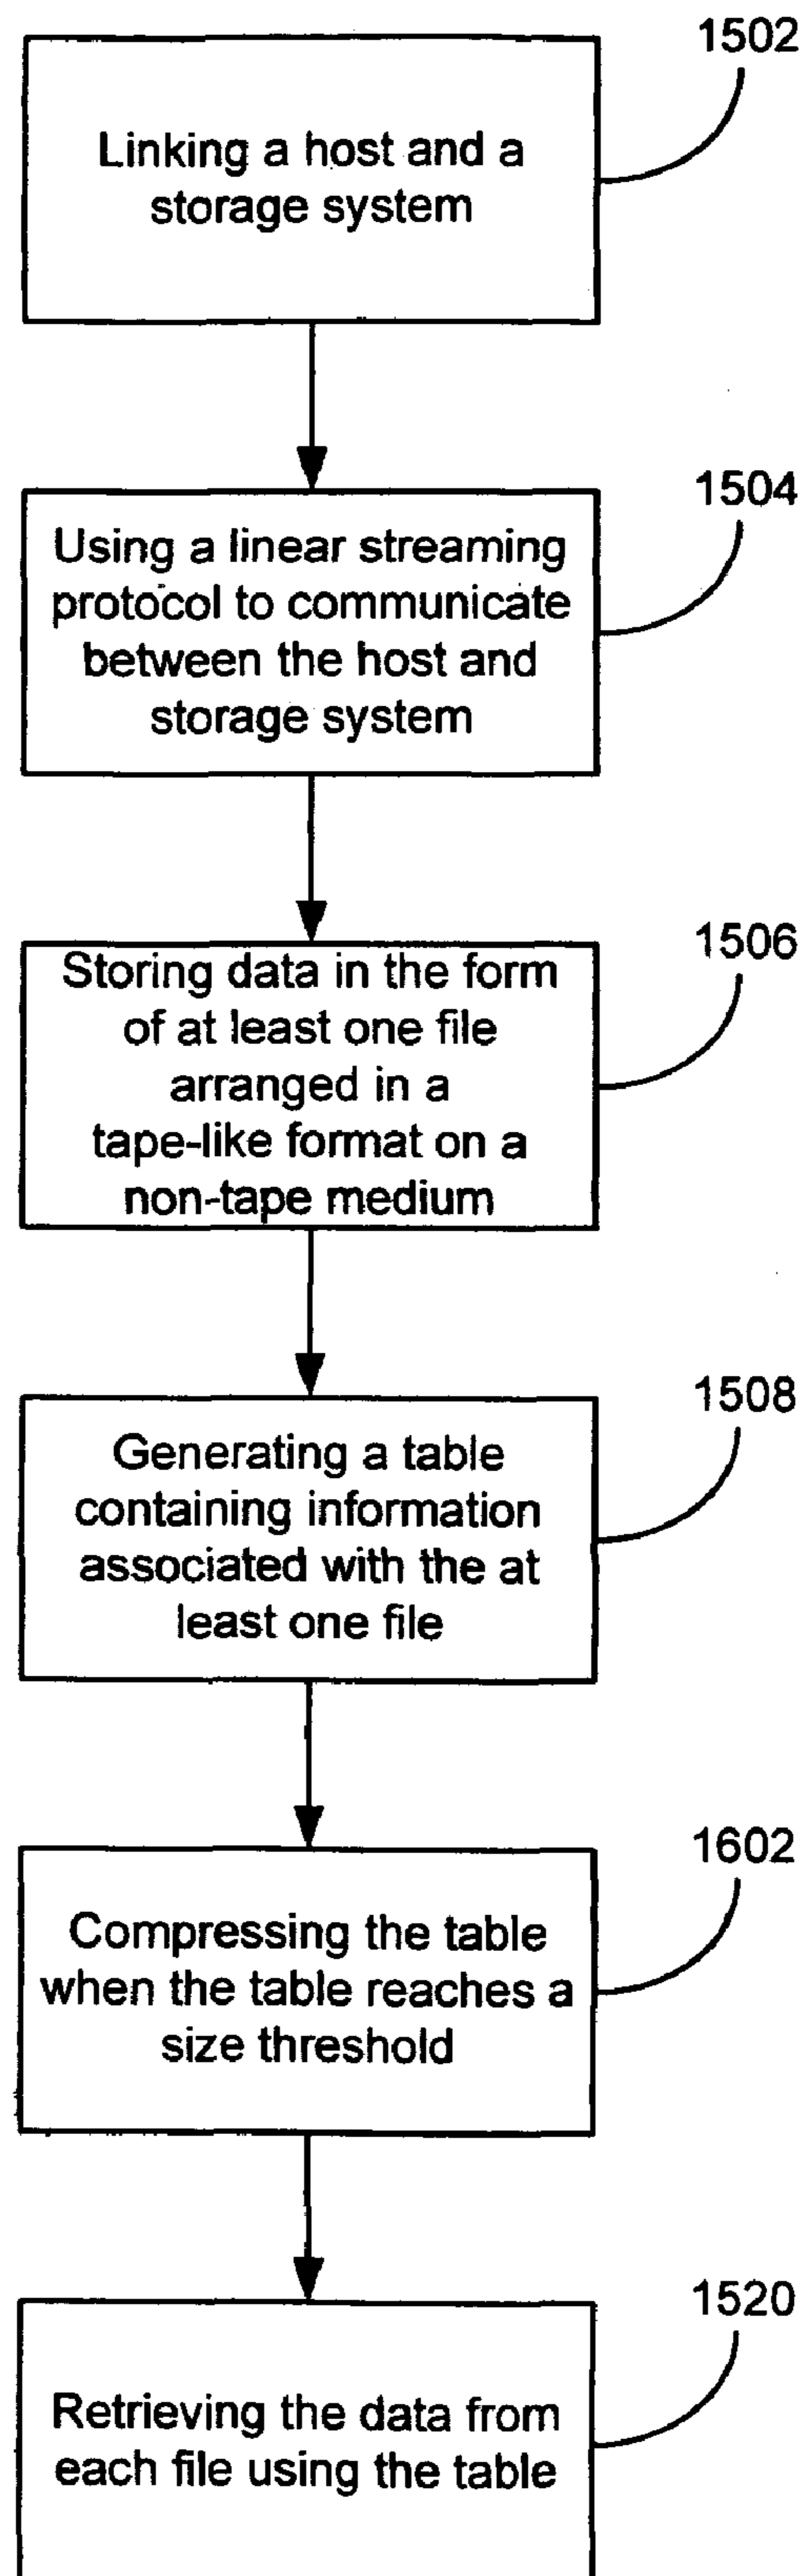 1502
Linking a host and a
storage system
1504
Using a linear streaming
protocol to communicate
between the host and
storage system
1506
Storing data in the form
of at least one file
arranged in a
tape-like format on a
non-tape medium
1508
Generating a table
containing information
associated with the at
least one file
1602
Compressing the table
when the table reaches a
size threshold
1520
Retrieving the data from
each file using the table